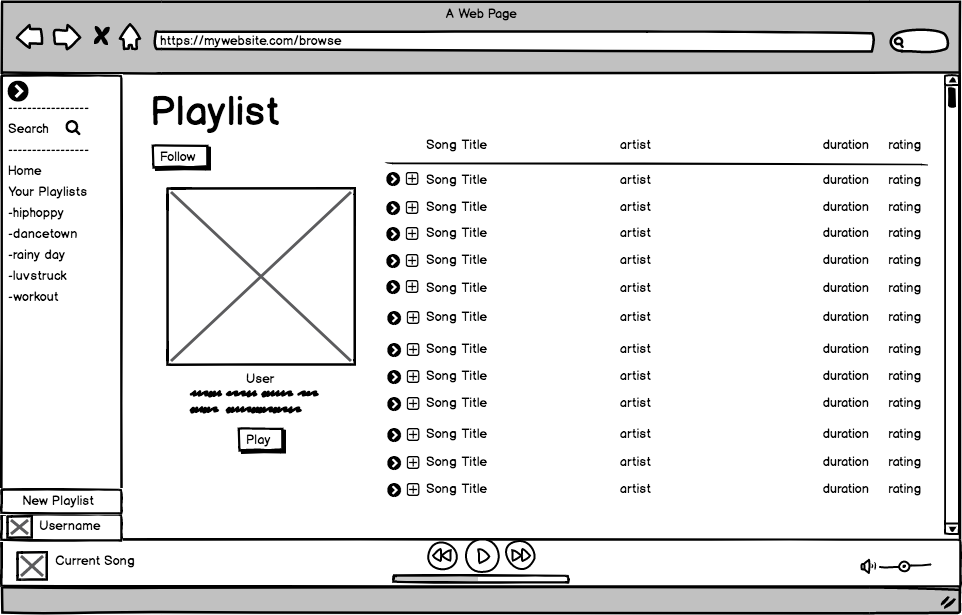 A Web Page
https://mywebsite.com/browse
Search
Home
Your Playlists
-hiphoppy
-dancetown
-rainy day
-luvstruck
-workout
New Playlist
Username
Playlist
Follow
User
Play
Song Title artist duration rating
Song Title artist duration rating
Song Title artist duration rating
Song Title artist duration rating
Song Title artist duration rating
Song Title artist duration rating
Song Title artist duration rating
Song Title artist duration rating
Song Title artist duration rating
Song Title artist duration rating
Song Title artist duration rating
Song Title artist duration rating
Song Title artist duration rating
Current Song